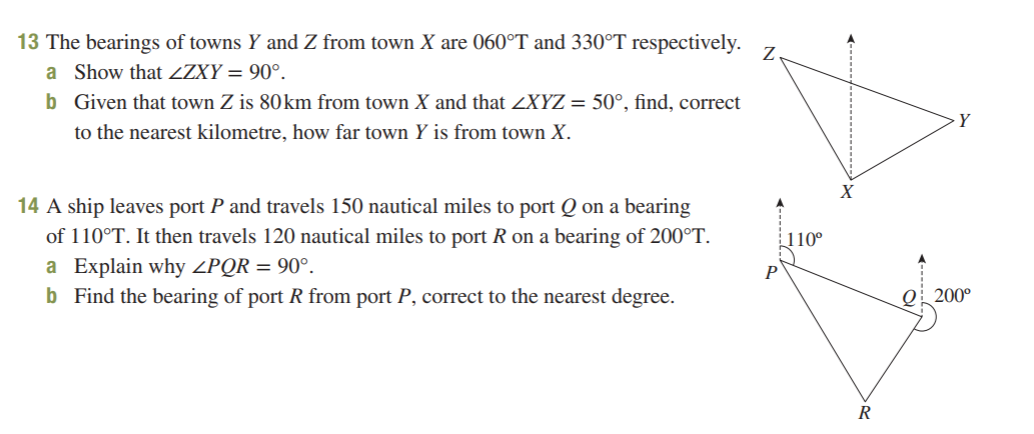 13 The bearings of towns Y and Z from town X are 060°T and 330°T respectively.
a Show that ∠ZXY = 90°.
b Given that town Z is 80 km from town X and that ∠XYZ = 50°, find, correct
to the nearest kilometre, how far town Y is from town X.
Z
Y
X
14 A ship leaves port P and travels 150 nautical miles to port Q on a bearing
of 110°T. It then travels 120 nautical miles to port R on a bearing of 200°T.
a Explain why ∠PQR = 90°.
b Find the bearing of port R from port P, correct to the nearest degree.
110°
P
Q 200°
R